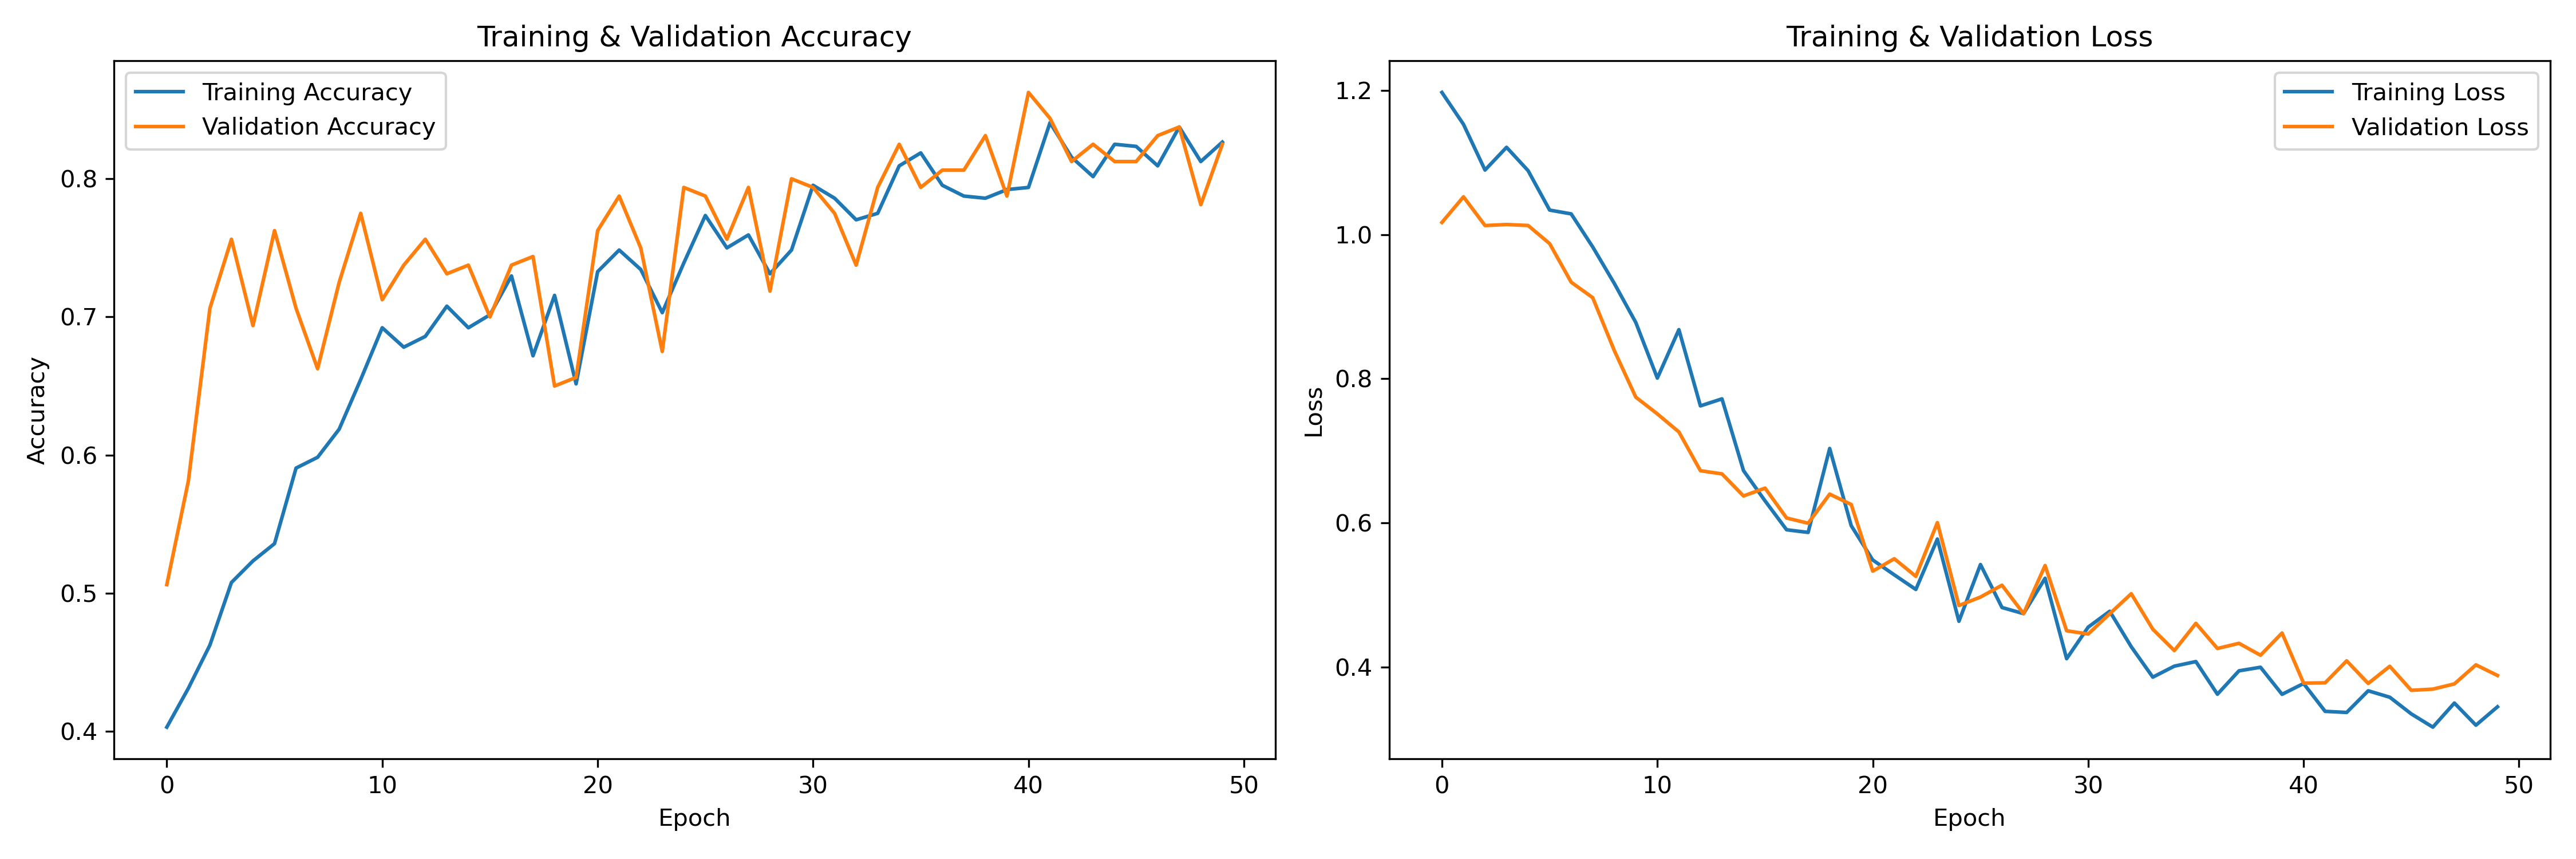 Training & Validation Accuracy
Training Accuracy
Validation Accuracy
0.8
0.7
0.6
0.5
0.4
Accuracy
0 10 20 30 40 50
Epoch
Training & Validation Loss
Training Loss
Validation Loss
1.2
1.0
0.8
0.6
0.4
Loss
0 10 20 30 40 50
Epoch